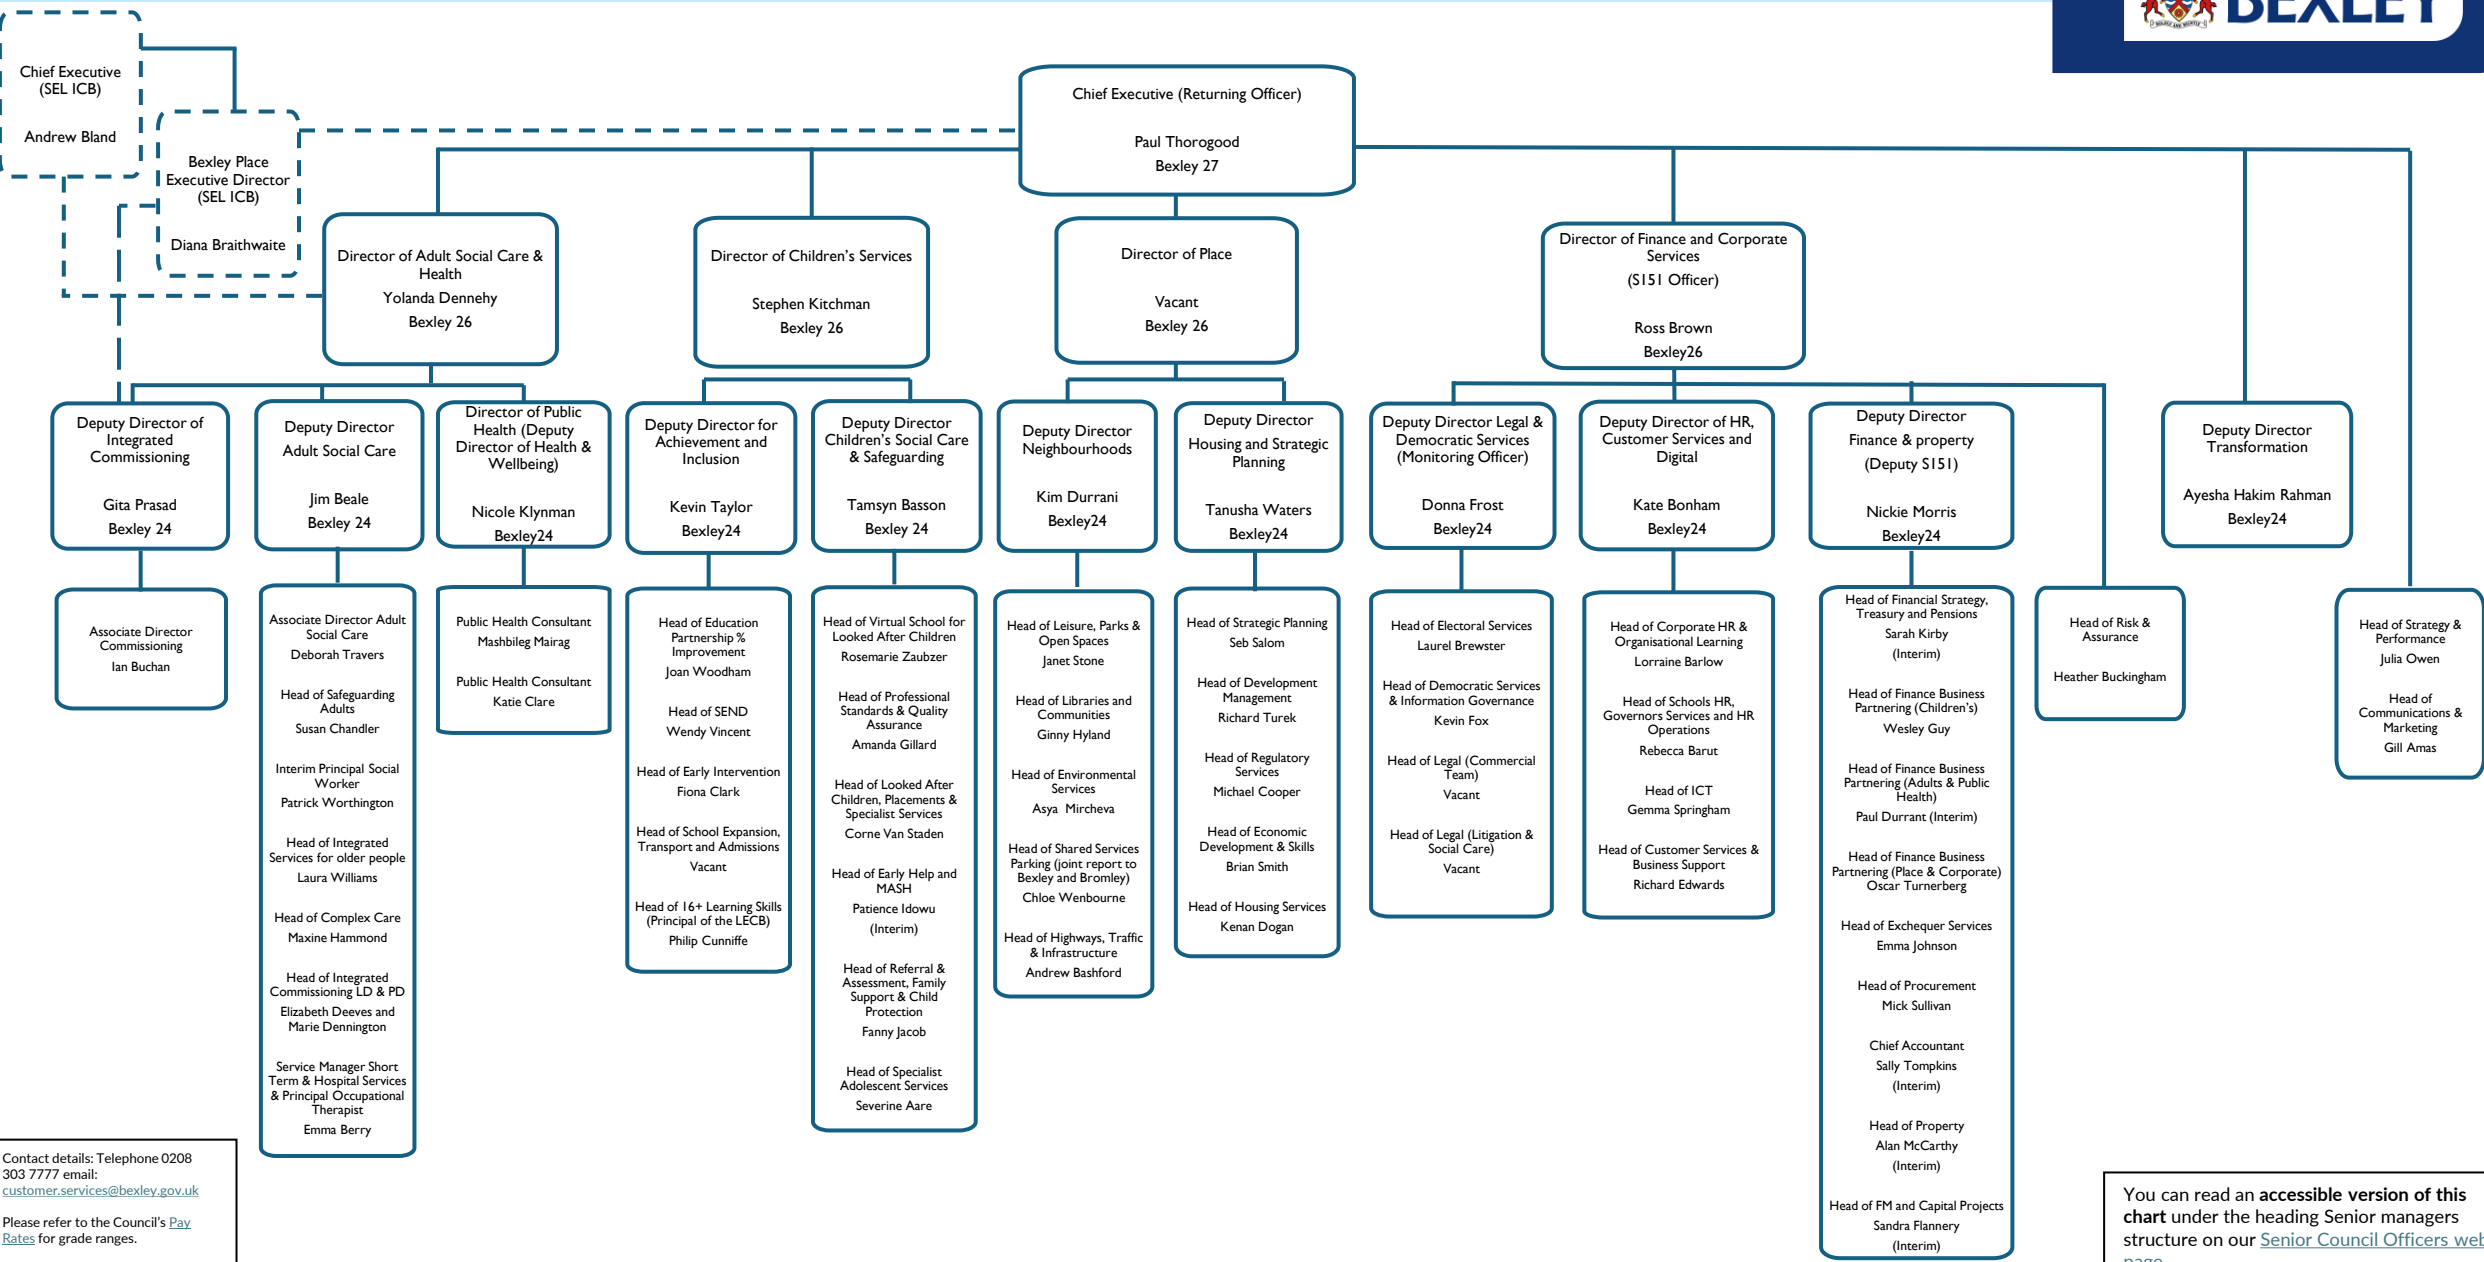 BEXLEY
Chief Executive
(SEL ICB)
Andrew Bland
Bexley Place
Executive Director
(SEL ICB)
Diana Braithwaite
Chief Executive (Returning Officer)
Paul Thorogood
Bexley 27
Director of Adult Social Care &
Health
Yolanda Dennehy
Bexley 26
Director of Children's Services
Stephen Kitchman
Bexley 26
Director of Place
Vacant
Bexley 26
Director of Finance and Corporate
Services
(S151 Officer)
Ross Brown
Bexley26
Deputy Director of
Integrated
Commissioning
Gita Prasad
Bexley 24
Deputy Director
Adult Social Care
Jim Beale
Bexley 24
Director of Public
Health (Deputy
Director of Health &
Wellbeing)
Nicole Klynman
Bexley24
Deputy Director for
Achievement and
Inclusion
Kevin Taylor
Bexley24
Deputy Director
Children's Social Care
& Safeguarding
Tamsyn Basson
Bexley 24
Deputy Director
Neighbourhoods
Kim Durrani
Bexley24
Deputy Director
Housing and Strategic
Planning
Tanusha Waters
Bexley24
Deputy Director Legal &
Democratic Services
(Monitoring Officer)
Donna Frost
Bexley24
Deputy Director of HR,
Customer Services and
Digital
Kate Bonham
Bexley24
Deputy Director
Finance & property
(Deputy S151)
Nickie Morris
Bexley24
Deputy Director
Transformation
Ayesha Hakim Rahman
Bexley24
Associate Director
Commissioning
Ian Buchan
Associate Director Adult
Social Care
Deborah Travers
Head of Safeguarding
Adults
Susan Chandler
Interim Principal Social
Worker
Patrick Worthington
Head of Integrated
Services for older people
Laura Williams
Head of Complex Care
Maxine Hammond
Head of Integrated
Commissioning LD & PD
Elizabeth Deeves and
Marie Dennington
Service Manager Short
Term & Hospital Services
& Principal Occupational
Therapist
Emma Berry
Public Health Consultant
Mashbileg Mairag
Public Health Consultant
Katie Clare
Head of Education
Partnership %
Improvement
Joan Woodham
Head of SEND
Wendy Vincent
Head of Early Intervention
Fiona Clark
Head of School Expansion,
Transport and Admissions
Vacant
Head of 16+ Learning Skills
(Principal of the LECB)
Philip Cunniffe
Head of Virtual School for
Looked After Children
Rosemarie Zaubzer
Head of Professional
Standards & Quality
Assurance
Amanda Gillard
Head of Looked After
Children, Placements &
Specialist Services
Corne Van Staden
Head of Early Help and
MASH
Patience Idowu
(Interim)
Head of Referral &
Assessment, Family
Support & Child
Protection
Fanny Jacob
Head of Specialist
Adolescent Services
Severine Aare
Head of Leisure, Parks &
Open Spaces
Janet Stone
Head of Libraries and
Communities
Ginny Hyland
Head of Environmental
Services
Asya Mircheva
Head of Shared Services
Parking (joint report to
Bexley and Bromley)
Chloe Wenbourne
Head of Highways, Traffic
& Infrastructure
Andrew Bashford
Head of Strategic Planning
Seb Salom
Head of Development
Management
Richard Turek
Head of Regulatory
Services
Michael Cooper
Head of Economic
Development & Skills
Brian Smith
Head of Housing Services
Kenan Dogan
Head of Electoral Services
Laurel Brewster
Head of Democratic Services
& Information Governance
Kevin Fox
Head of Legal (Commercial
Team)
Vacant
Head of Legal (Litigation &
Social Care)
Vacant
Head of Corporate HR &
Organisational Learning
Lorraine Barlow
Head of Schools HR,
Governors Services and HR
Operations
Rebecca Barut
Head of ICT
Gemma Springham
Head of Customer Services &
Business Support
Richard Edwards
Head of Financial Strategy,
Treasury and Pensions
Sarah Kirby
(Interim)
Head of Finance Business
Partnering (Children's)
Wesley Guy
Head of Finance Business
Partnering (Adults & Public
Health)
Paul Durrant (Interim)
Head of Finance Business
Partnering (Place & Corporate)
Oscar Turnerberg
Head of Exchequer Services
Emma Johnson
Head of Procurement
Mick Sullivan
Chief Accountant
Sally Tompkins
(Interim)
Head of Property
Alan McCarthy
(Interim)
Head of FM and Capital Projects
Sandra Flannery
(Interim)
Head of Risk &
Assurance
Heather Buckingham
Head of Strategy &
Performance
Julia Owen
Head of
Communications &
Marketing
Gill Amas
Contact details: Telephone 0208
303 7777 email:
customer.services@bexley.gov.uk
Please refer to the Council's Pay
Rates for grade ranges.
You can read an accessible version of this
chart under the heading Senior managers
structure on our Senior Council Officers web
page